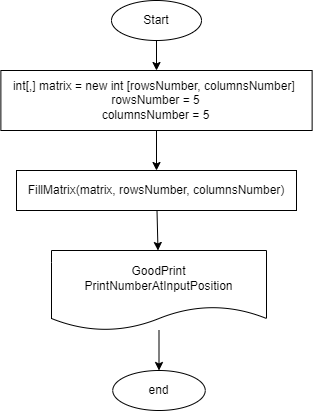 Start
int[,] matrix = new int [rowsNumber, columnsNumber]
rowsNumber = 5
columnsNumber = 5
FillMatrix(matrix, rowsNumber, columnsNumber)
GoodPrint
PrintNumberAtInputPosition
end